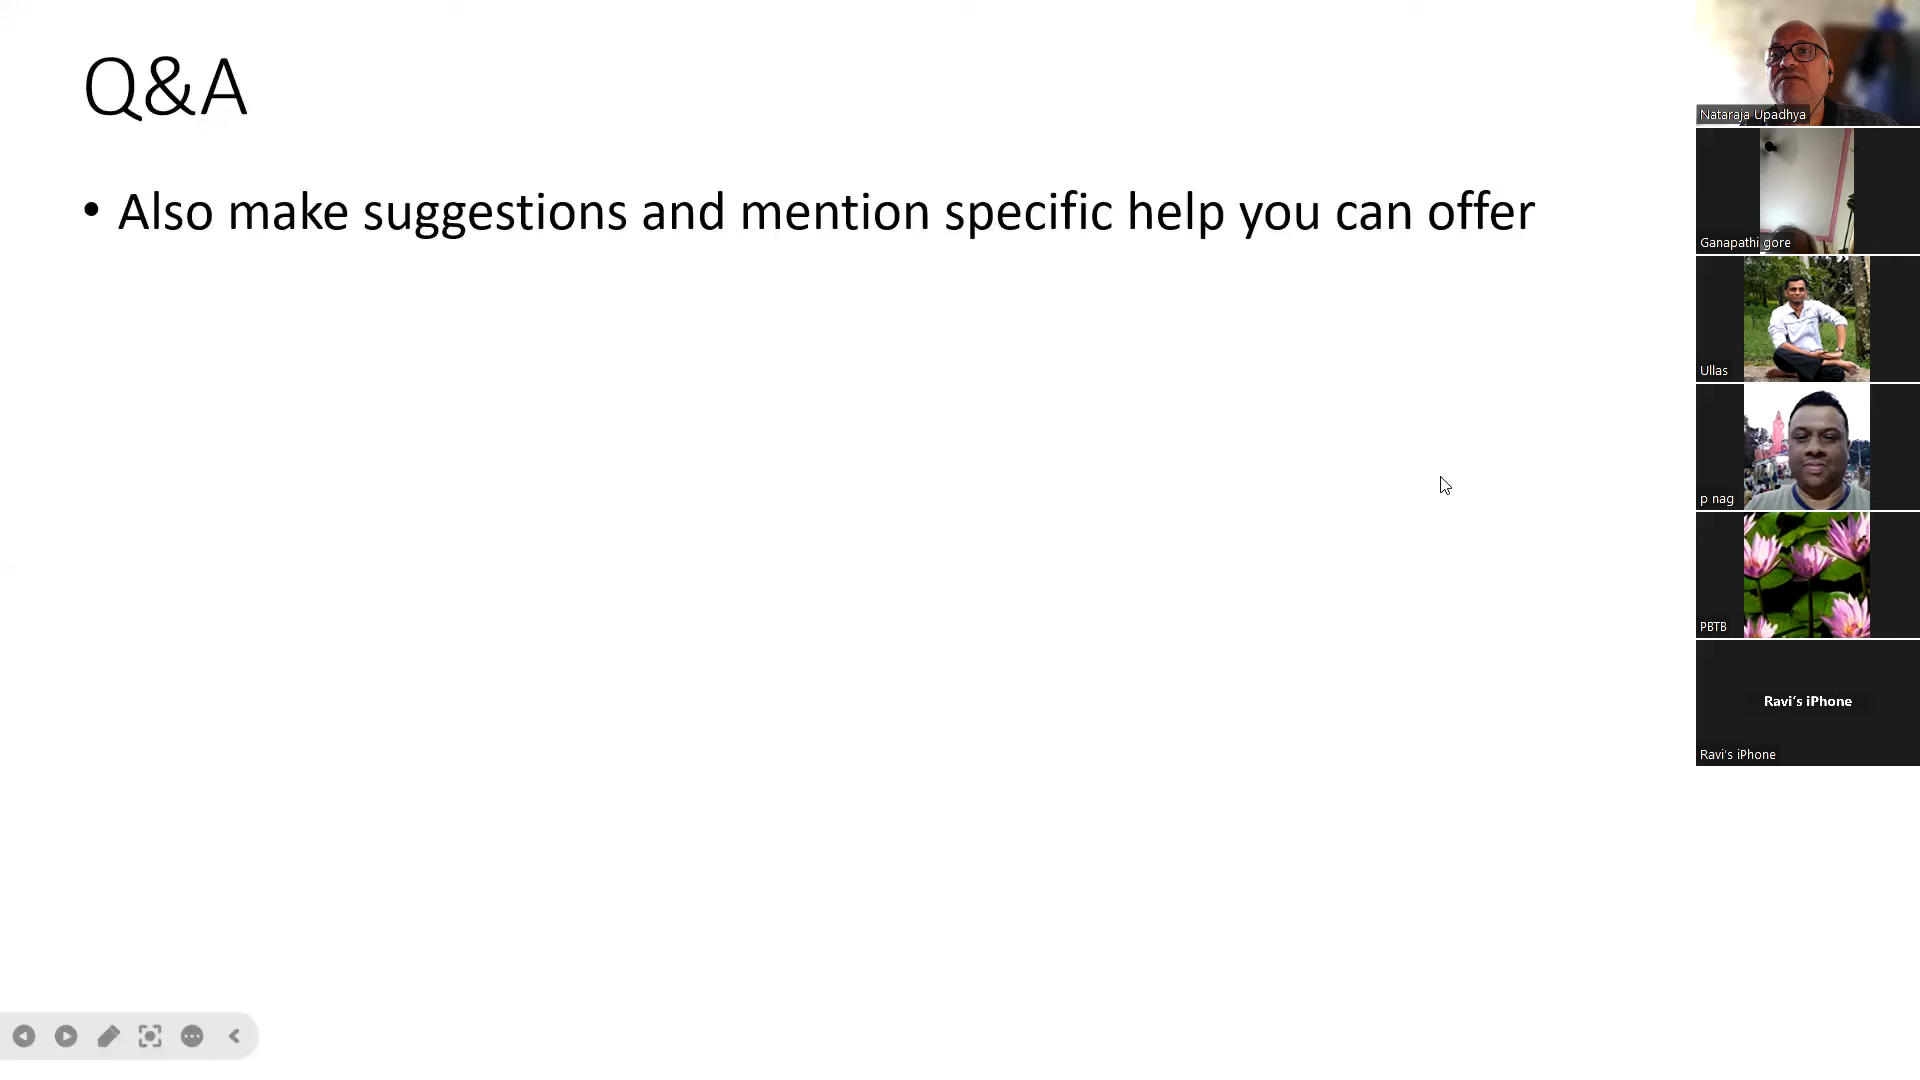 Q&A
• Also make suggestions and mention specific help you can offer
Nataraja Upadhya
Ganapathi gore
Ullas
p nag
PBTB
Ravi's iPhone
Ravi's iPhone